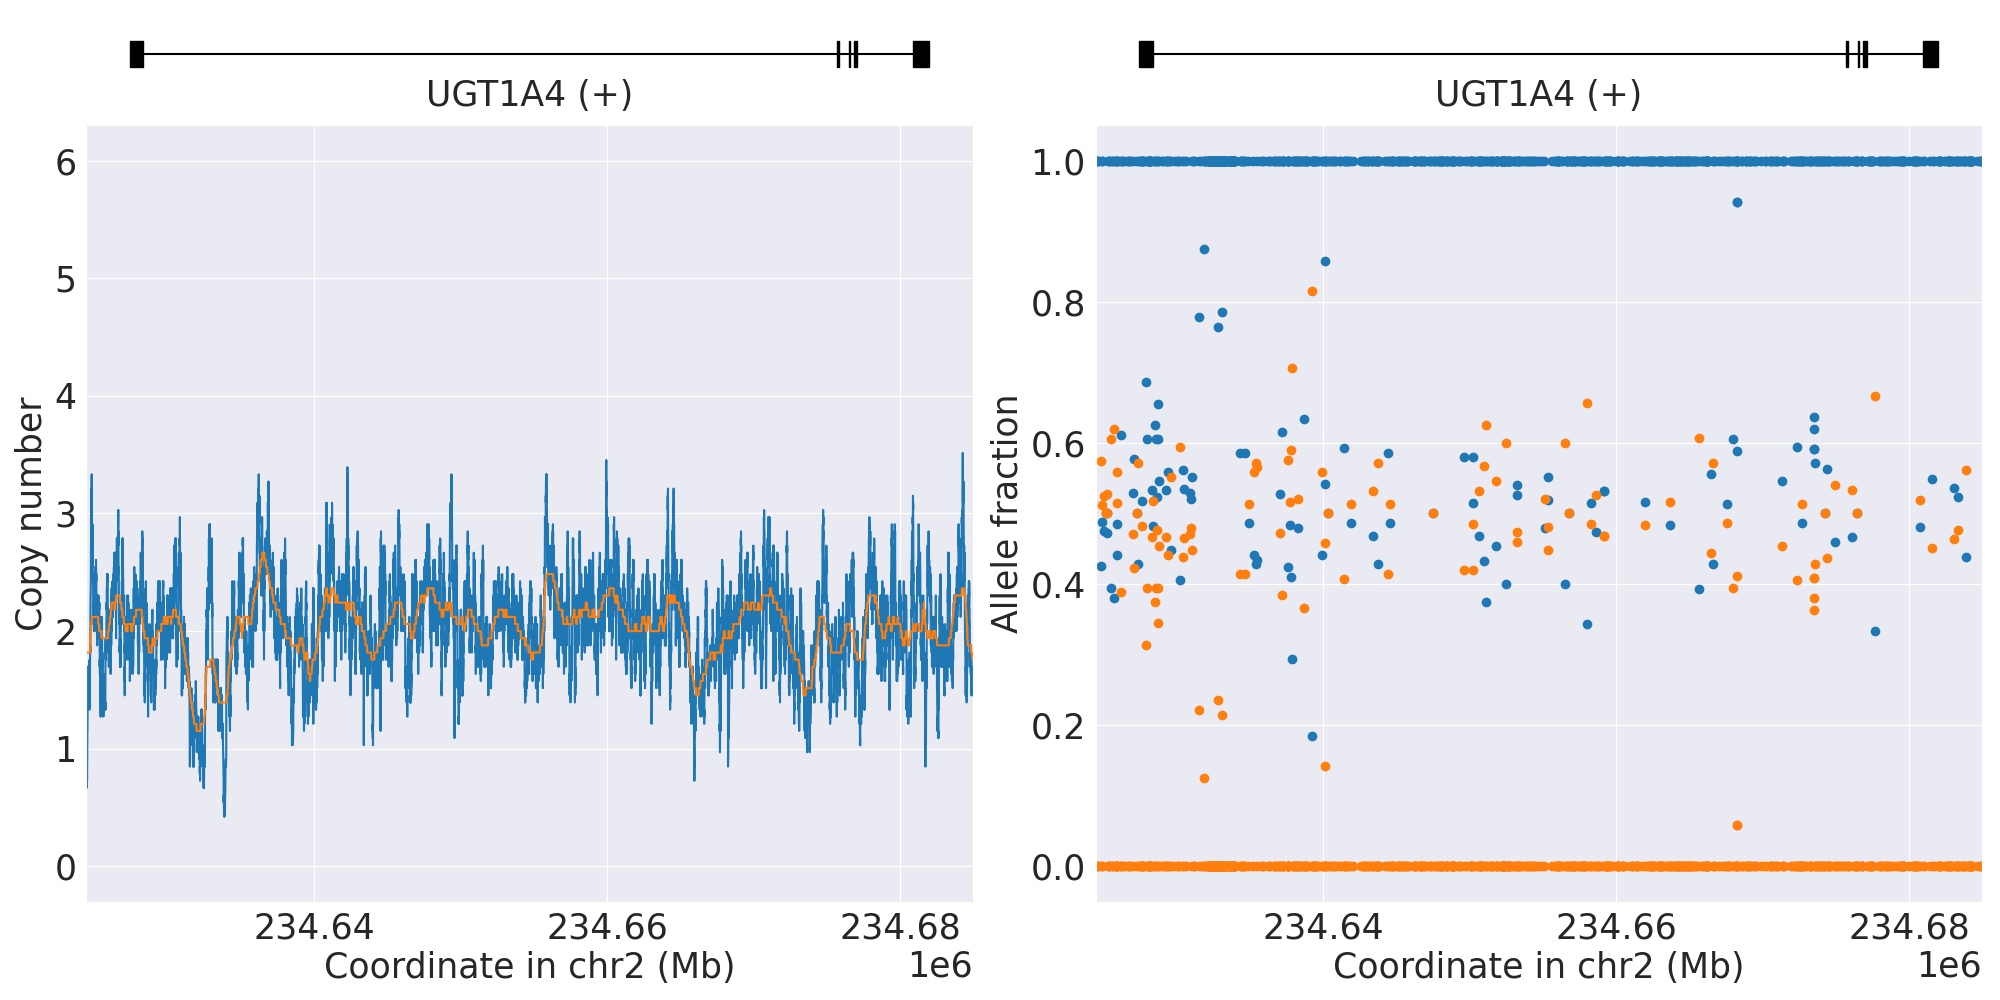 UGT1A4 (+)
Copy number
6
5
4
3
2
1
0
234.64
234.66
234.68
1e6
Coordinate in chr2 (Mb)
UGT1A4 (+)
Allele fraction
1.0
0.8
0.6
0.4
0.2
0.0
234.64
234.66
234.68
1e6
Coordinate in chr2 (Mb)